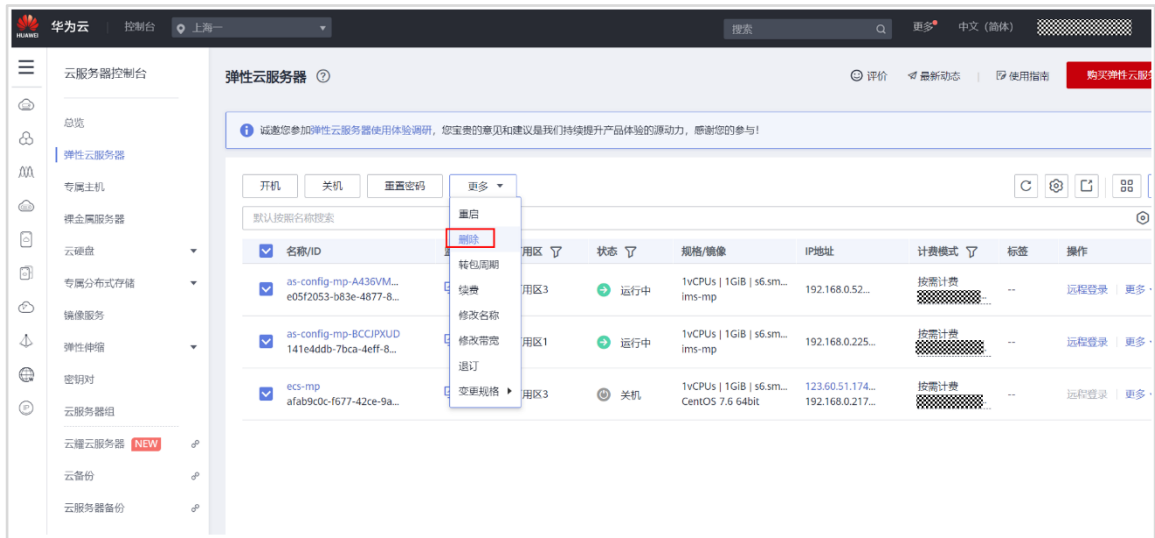 HUAWEI 华为云 控制台 上海一 搜索 更多 中文 (简体)
云服务器控制台
弹性云服务器 评价 最新动态 使用指南 购买弹性云服
总览
诚邀您参加弹性云服务器使用体验调研，您宝贵的意见和建议是我们持续提升产品体验的源动力，感谢您的参与！
弹性云服务器
专属主机
开机 关机 重置密码 更多
裸金属服务器
默认按照名称搜索
重启
删除
转包周期
续费
修改名称
修改带宽
退订
变更规格
云硬盘
名称/ID 用区 状态 规格/镜像 IP地址 计费模式 标签 操作
专属分布式存储
as-config-mp-A436VM... 1vCPUs | 1GiB | s6.sm... 按需计费
e05f2053-b83e-4877-8... 用区3 运行中 ims-mp 192.168.0.52... -- 远程登录 更多
镜像服务
弹性伸缩
as-config-mp-BCCJPXUD 1vCPUs | 1GiB | s6.sm... 按需计费
141e4ddb-7bca-4eff-8... 用区1 运行中 ims-mp 192.168.0.225... -- 远程登录 更多
密钥对
ecs-mp 1vCPUs | 1GiB | s6.sm... 123.60.51.174... 按需计费
afab9c0c-f677-42ce-9a... 用区3 关机 CentOS 7.6 64bit 192.168.0.217... -- 远程登录 更多
云服务器组
云耀云服务器 NEW
云备份
云服务器备份